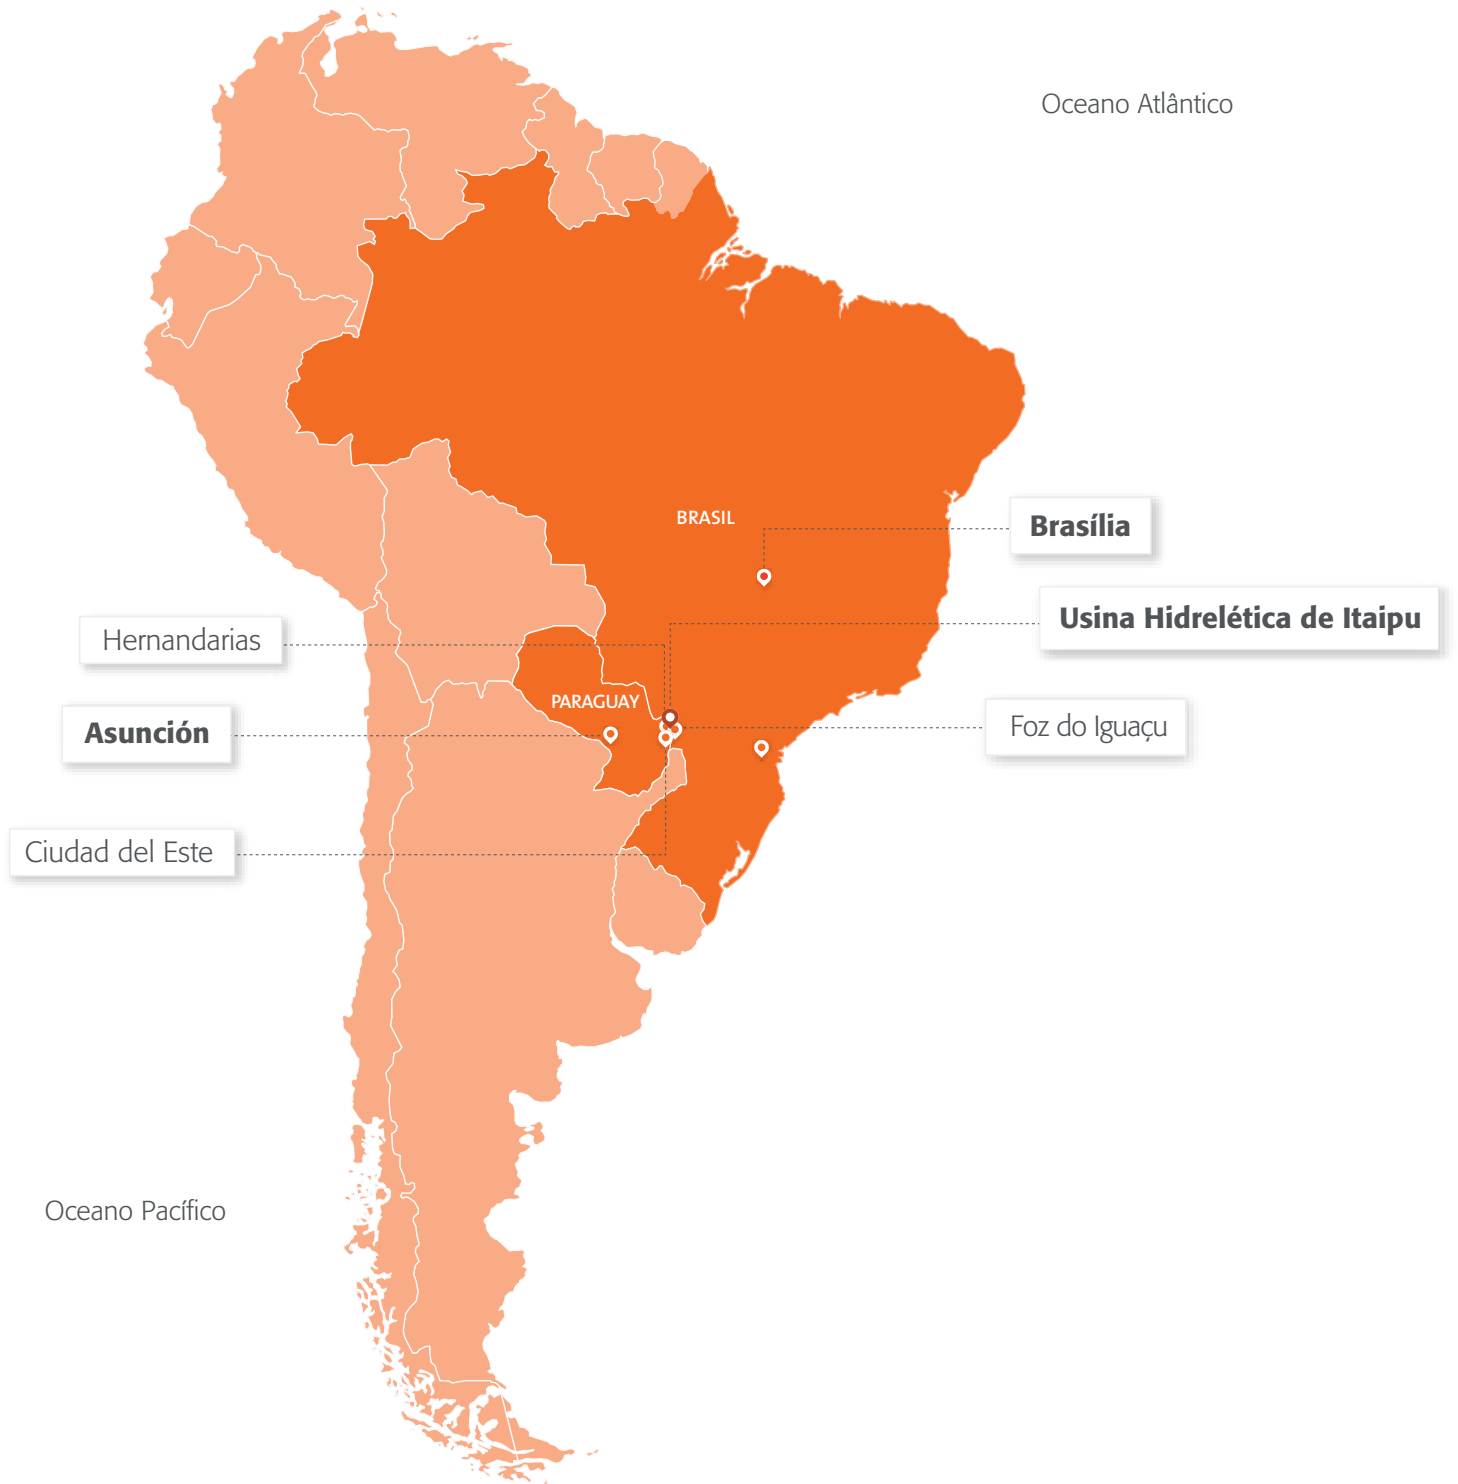 Oceano Atlântico
BRASIL
Brasília
Usina Hidrelética de Itaipu
Hernandarias
PARAGUAY
Asunción
Foz do Iguaçu
Ciudad del Este
Oceano Pacífico